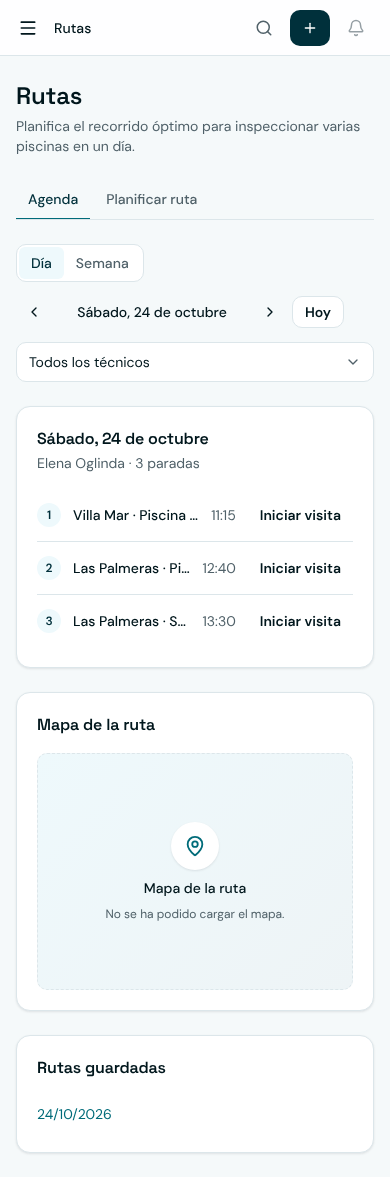 Rutas
Rutas
Planifica el recorrido óptimo para inspeccionar varias
piscinas en un día.
Agenda Planificar ruta
Día Semana
Sábado, 24 de octubre Hoy
Todos los técnicos
Sábado, 24 de octubre
Elena Oglinda · 3 paradas
1 Villa Mar · Piscina ... 11:15 Iniciar visita
2 Las Palmeras · Pi... 12:40 Iniciar visita
3 Las Palmeras · S... 13:30 Iniciar visita
Mapa de la ruta
Mapa de la ruta
No se ha podido cargar el mapa.
Rutas guardadas
24/10/2026